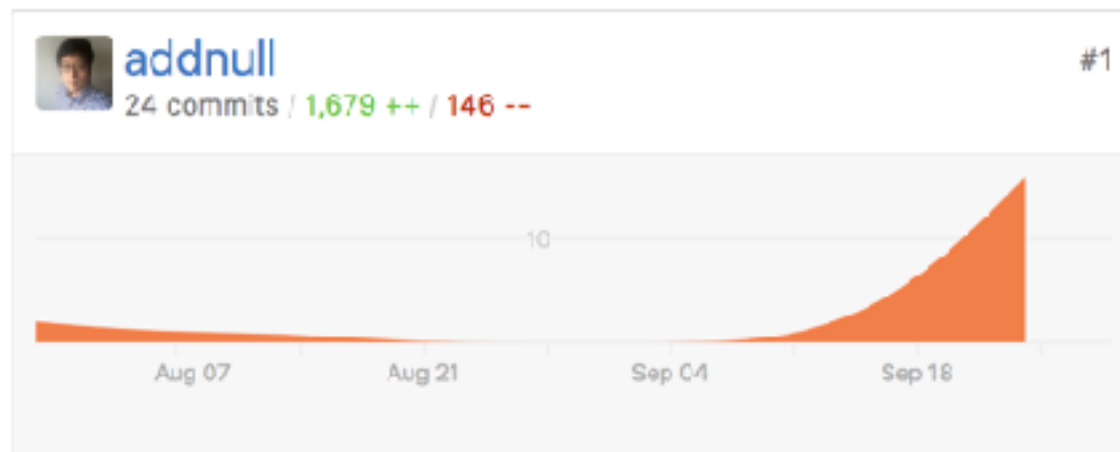 addnull
#1
24 commits / 1,679 ++ / 146 --
10
Aug 07
Aug 21
Sep 04
Sep 18